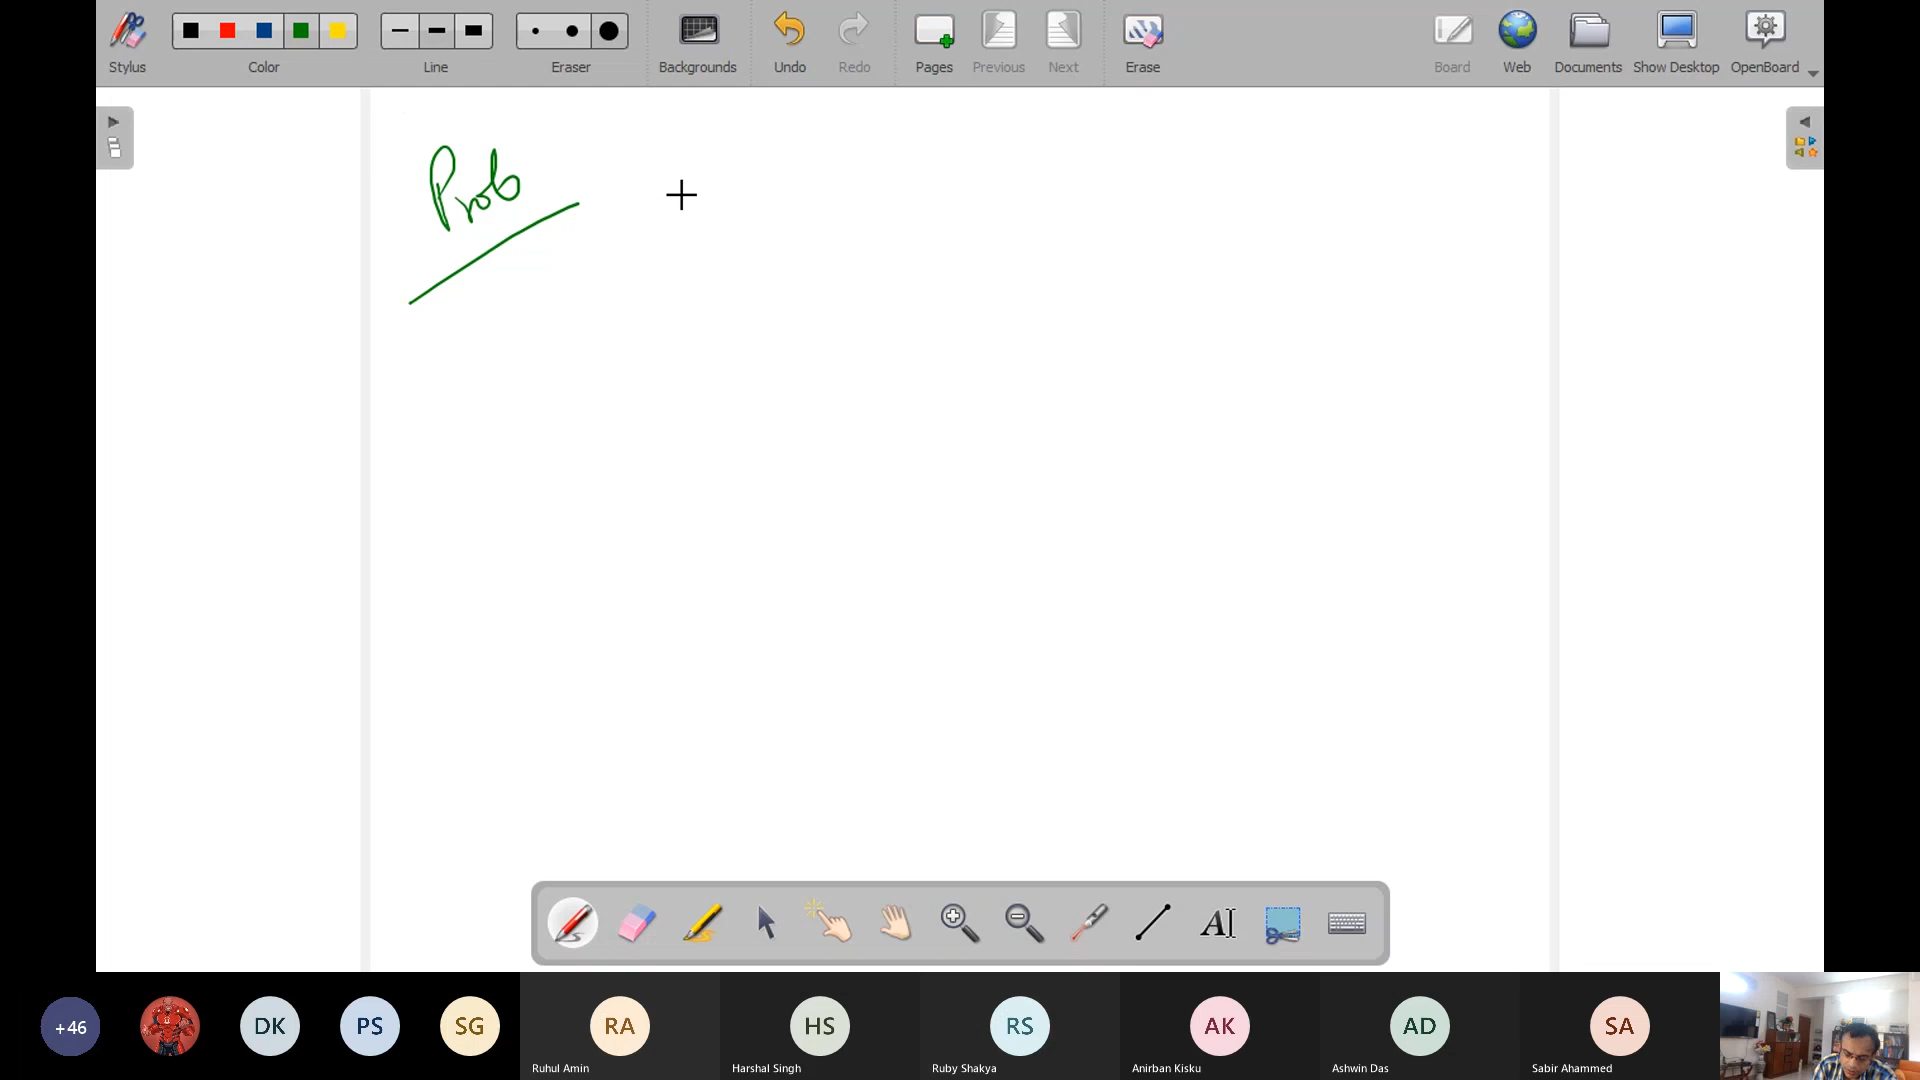 Stylus
Color
Line
Eraser
Backgrounds
Undo
Redo
Pages
Previous
Next
Erase
Board
Web
Documents
Show Desktop
OpenBoard
Prob
AI
+46
DK
PS
SG
RA
HS
RS
AK
AD
SA
Ruhul Amin
Harshal Singh
Ruby Shakya
Anirban Kisku
Ashwin Das
Sabir Ahammed